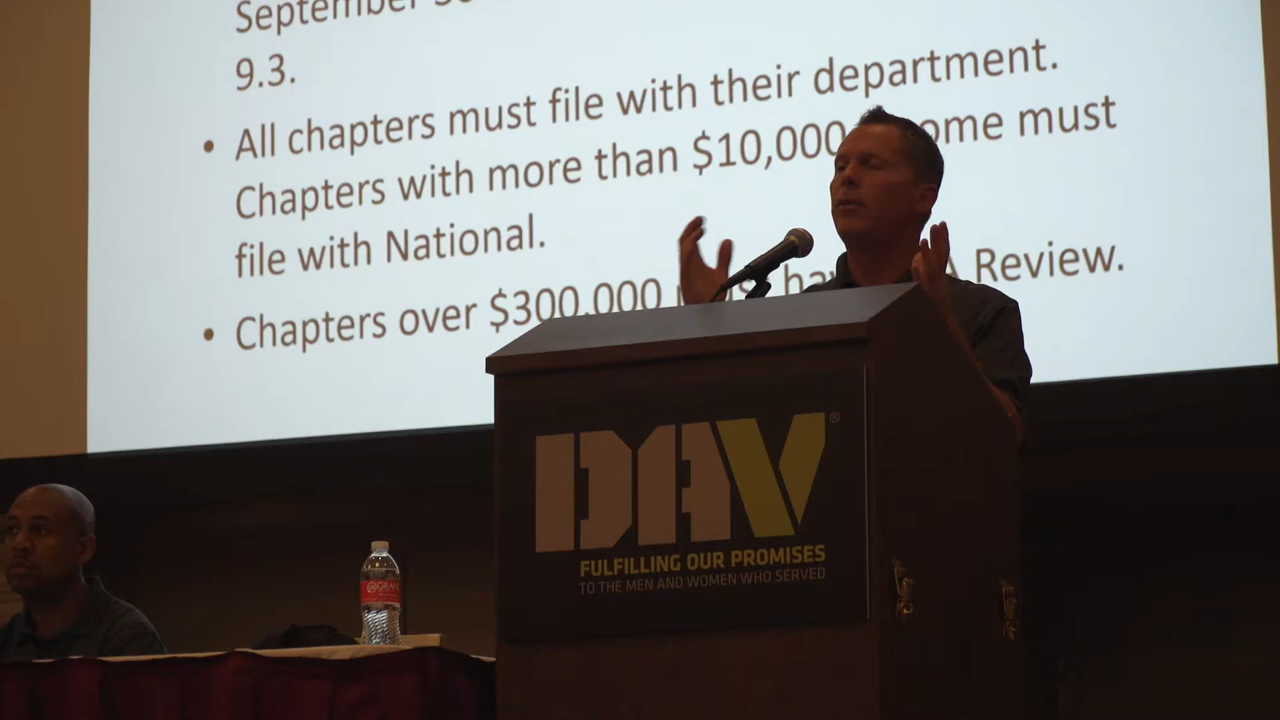 September
9.3.
• All chapters must file with their department.
Chapters with more than $10,000 must
file with National.
• Chapters over $300,000 Review.
DAV®
FULFILLING OUR PROMISES
TO THE MEN AND WOMEN WHO SERVED